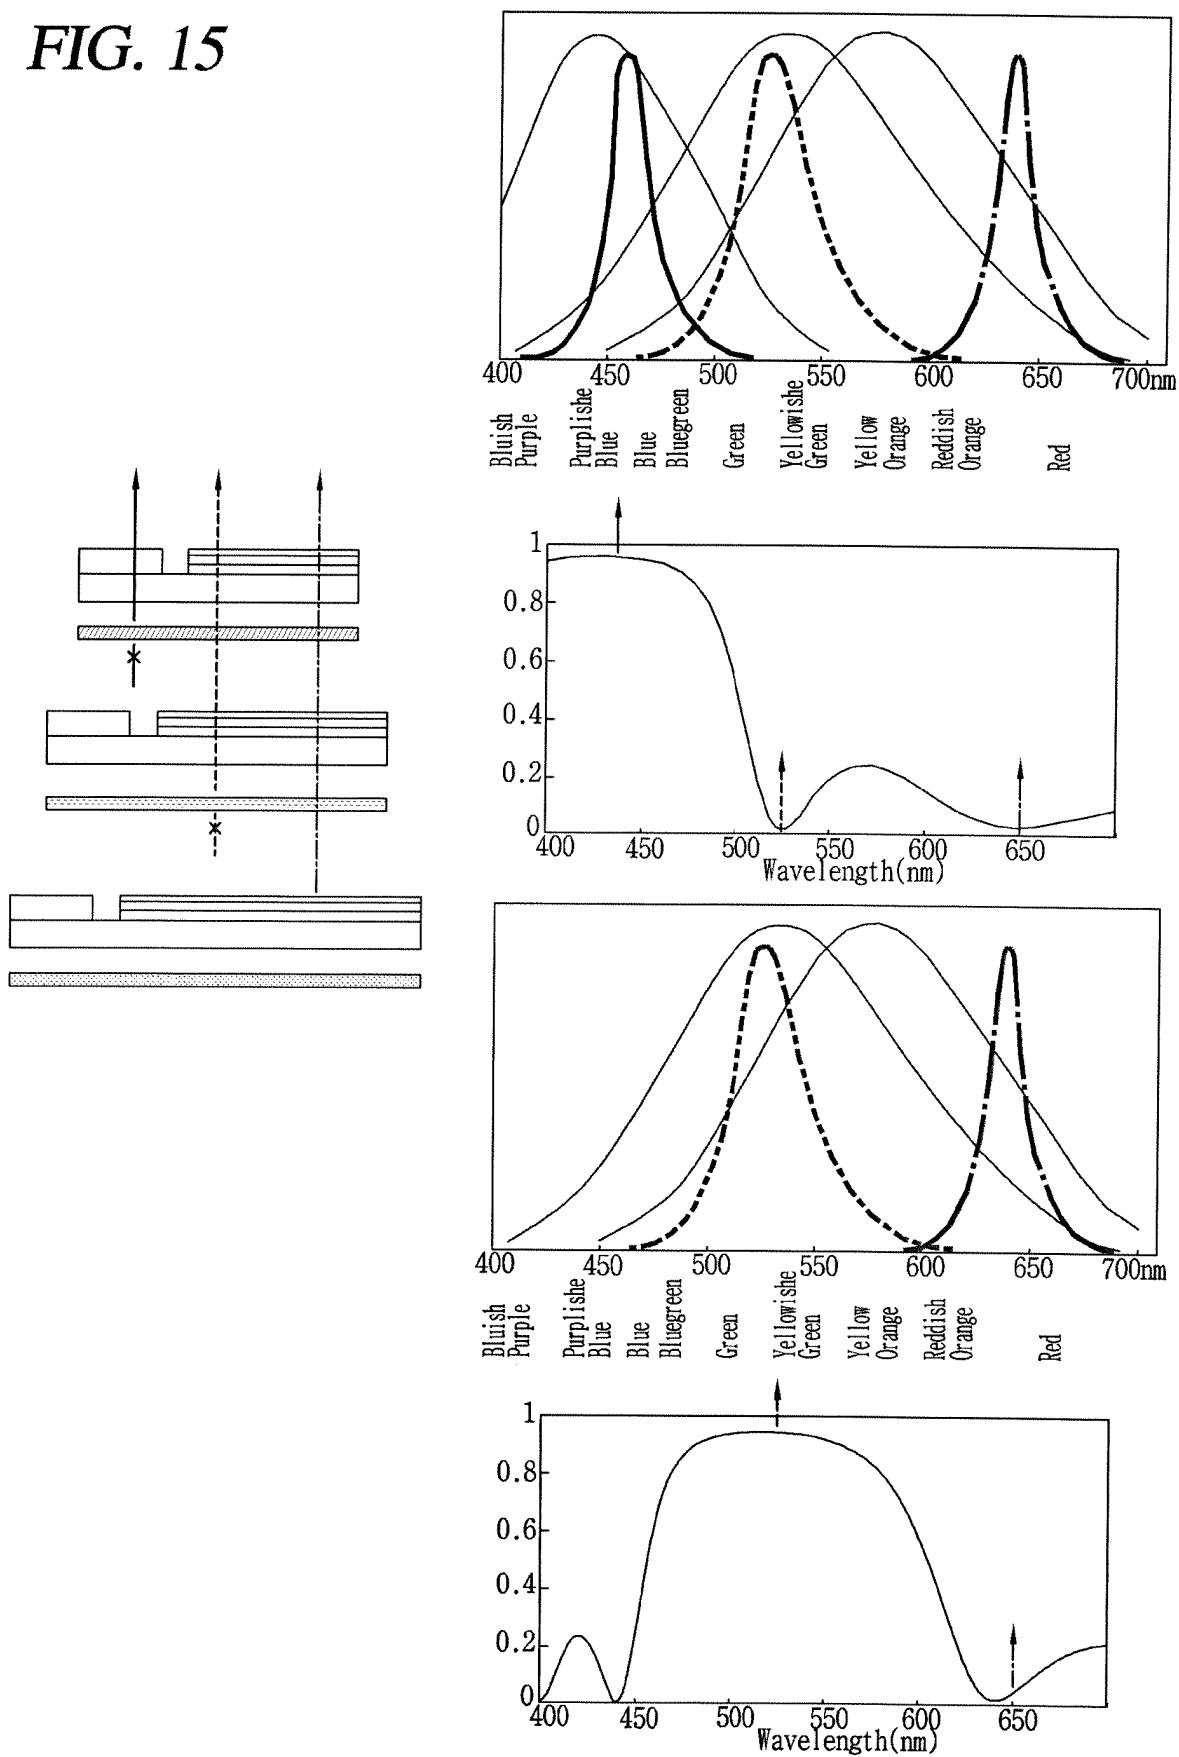 FIG. 15
400 450 500 550 600 650 700nm
Bluish
Purple
Purplishe
Blue
Blue
Bluegreen
Green
Yellowishe
Green
Yellow
Orange
Reddish
Orange
Red
1
0.8
0.6
0.4
0.2
0
400 450 500 550 600 650
Wavelength(nm)
400 450 500 550 600 650 700nm
Bluish
Purple
Purplishe
Blue
Blue
Bluegreen
Green
Yellowishe
Green
Yellow
Orange
Reddish
Orange
Red
1
0.8
0.6
0.4
0.2
0
400 450 500 550 600 650
Wavelength(nm)